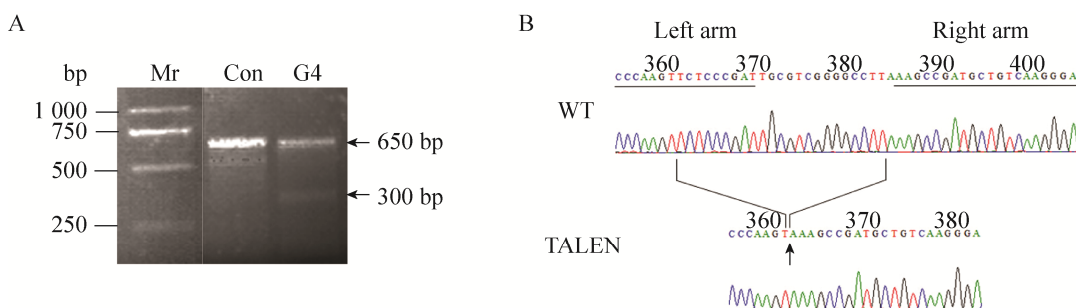 A
bp
Mr Con G4
1 000
750
500
250
650 bp
300 bp
B
Left arm Right arm
360 370 380 390 400
CCCAAGTTCTCCCGATTGCGTCGGGGCCTTAAAGCCGATGCTGTCAAGGGA
WT
360 370 380
CCCAAGTAAAGCCGATGCTGTCAAGGGA
TALEN